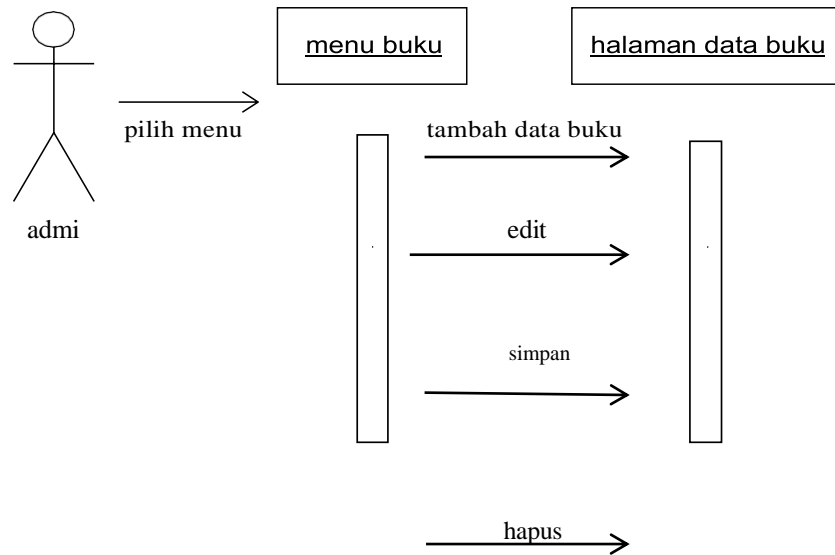 menu buku
halaman data buku
pilih menu
tambah data buku
admi
edit
simpan
hapus